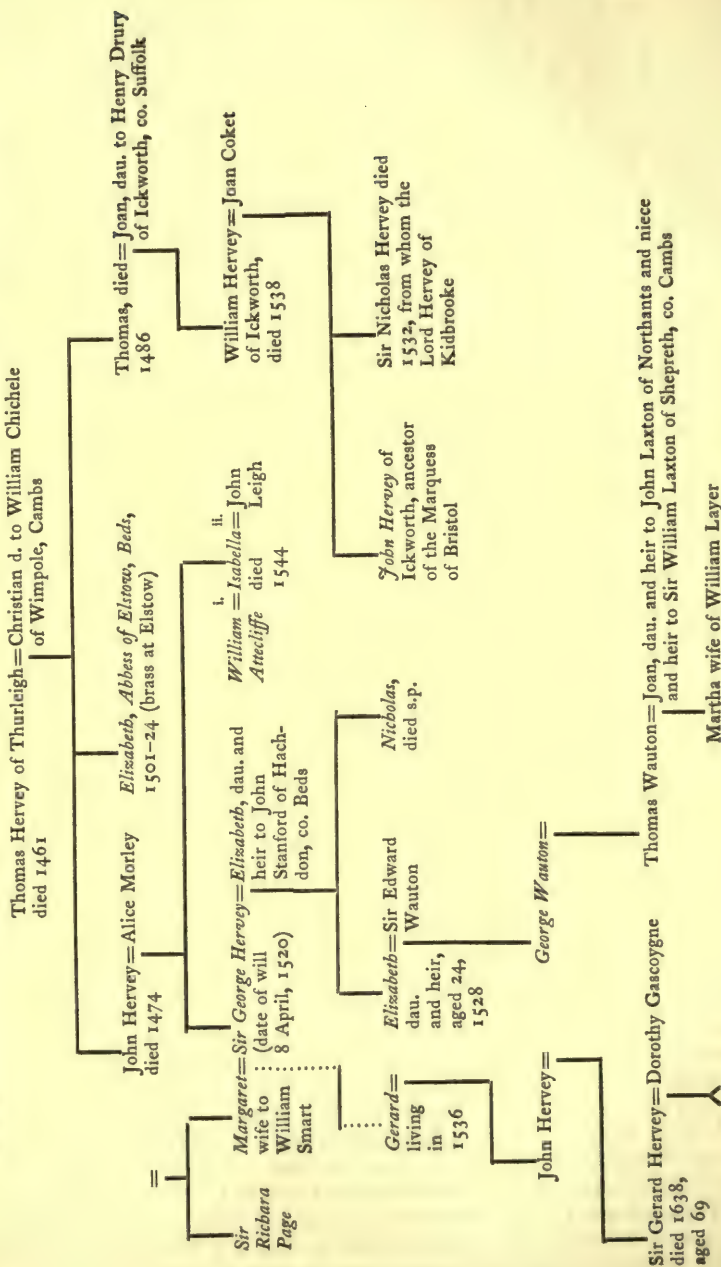 Thomas Hervey of Thurleigh=Christian d. to William Chichele
died 1461
of Wimpole, Cambs
John Hervey=Alice Morley
died 1474
Elizabeth, Abbess of Elstow, Beds,
1501-24 (brass at Elstow)
Thomas, died=Joan, dau. to Henry Drury
1486
of Ickworth, co. Suffolk
=
Sir
Richara
Page
Margaret=Sir George Hervey=Elizabeth, dau. and
wife to
William
Smart
(date of will
8 April, 1520)
heir to John
Stanford of Hach-
don, co. Beds
i.
ii.
William=Isabella=John
Attecliffe
died
1544
Leigh
William Hervey=Joan Coket
of Ickworth,
died 1538
Gerard=
living
in
1536
Elizabeth=Sir Edward
dau.
and heir,
aged 24,
1528
Wauton
Nicholas,
died s.p.
John Hervey of
Ickworth, ancestor
of the Marquess
of Bristol
Sir Nicholas Hervey died
1532, from whom the
Lord Hervey of
Kidbrooke
John Hervey=
George Wauton=
Sir Gerard Hervey=Dorothy Gascoygne
died 1638,
aged 69
Thomas Wauton=Joan, dau. and heir to John Laxton of Northants and niece
and heir to Sir William Laxton of Shepreth, co. Cambs
Martha wife of William Layer